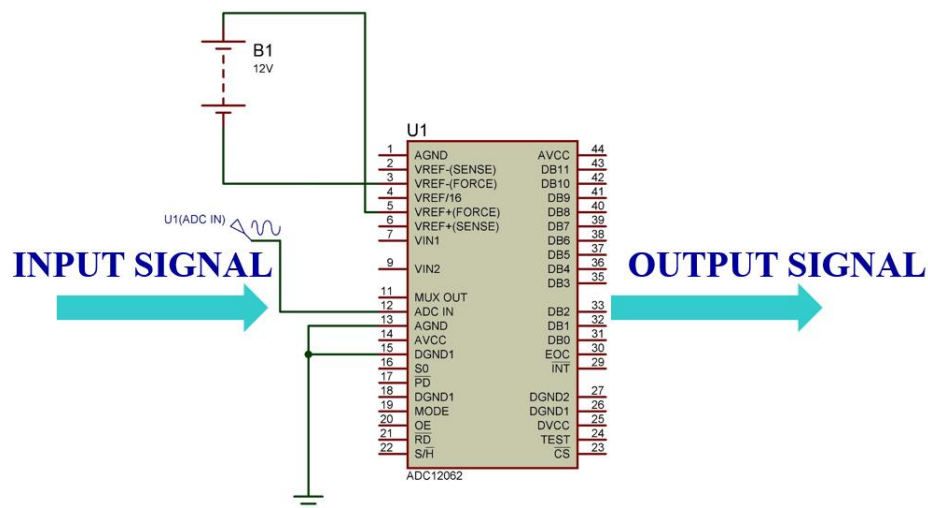 B1
12V
U1
1 AGND AVCC 44
2 VREF-(SENSE) DB11 43
3 VREF-(FORCE) DB10 42
4 VREF/16 DB9 41
5 VREF+(FORCE) DB8 40
6 VREF+(SENSE) DB7 39
7 VIN1 DB6 38
DB5 37
9 VIN2 DB4 36
DB3 35
U1(ADC IN)
INPUT SIGNAL
OUTPUT SIGNAL
11 MUX OUT
12 ADC IN DB2 33
13 AGND DB1 32
14 AVCC DB0 31
15 DGND1 EOC 30
16 S0 INT 29
17 PD
18 DGND1 DGND2 27
19 MODE DGND1 26
20 OE DVCC 25
21 RD TEST 24
22 S/H CS 23
ADC12062